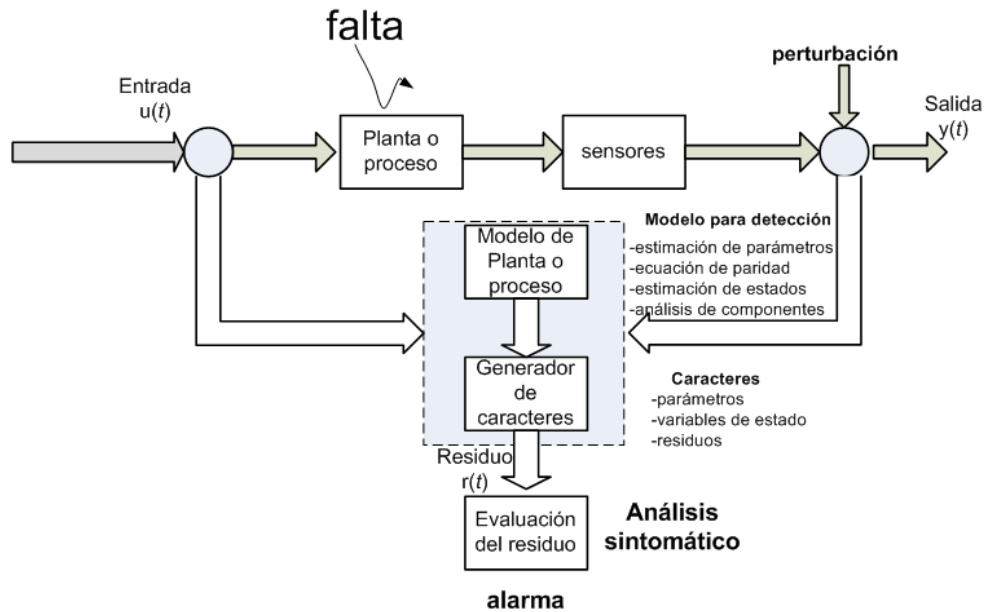 falta
perturbación
Entrada
u(t)
Salida
y(t)
Planta o
proceso
sensores
Modelo de
Planta o
proceso
Modelo para detección
-estimación de parámetros
-ecuación de paridad
-estimación de estados
-análisis de componentes
Generador
de
caracteres
Caracteres
-parámetros
-variables de estado
-residuos
Residuo
r(t)
Evaluación
del residuo
Análisis
sintomático
alarma